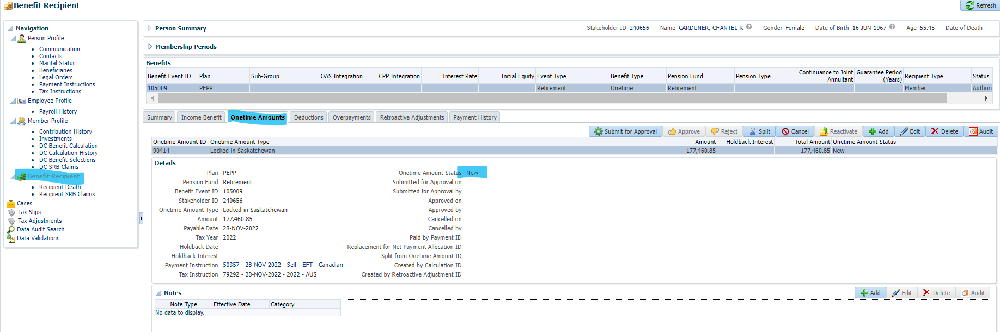 Benefit Recipient
Refresh
Navigation
Person Profile
Communication
Contacts
Marital Status
Beneficiaries
Legal Orders
Payment Instructions
Tax Instructions
Employee Profile
Payroll History
Member Profile
Contribution History
Investments
DC Benefit Calculation
DC Calculation History
DC Benefit Selections
DC SRB Claims
Benefit Recipient
Recipient Death
Recipient SRB Claims
Cases
Tax Slips
Tax Adjustments
Data Audit Search
Data Validations
Person Summary Stakeholder ID 240656 Name CARDUNER, CHANTEL R Gender Female Date of Birth 16-JUN-1967 Age 55.45 Date of Death
Membership Periods
Benefits
Benefit Event ID Plan Sub-Group OAS Integration CPP Integration Interest Rate Initial Equity Event Type Benefit Type Pension Fund Pension Type Continuance to Joint Annuitant Guarantee Period (Years) Recipient Type Status
105009 PEPP Retirement Onetime Retirement Member Authori
Summary Income Benefit Onetime Amounts Deductions Overpayments Retroactive Adjustments Payment History
Submit for Approval Approve Reject Split Cancel Reactivate Add Edit Delete Audit
Onetime Amount ID Onetime Amount Type Amount Holdback Interest Total Amount Onetime Amount Status
90414 Locked-in Saskatchewan 177,460.85 177,460.85 New
Details
Plan PEPP Onetime Amount Status New
Pension Fund Retirement Submitted for Approval on
Benefit Event ID 105009 Submitted for Approval by
Stakeholder ID 240656 Approved on
Onetime Amount Type Locked-in Saskatchewan Approved by
Amount 177,460.85 Cancelled on
Payable Date 28-NOV-2022 Cancelled by
Tax Year 2022 Paid by Payment ID
Holdback Date Replacement for Net Payment Allocation ID
Holdback Interest Split from Onetime Amount ID
Payment Instruction 50357 - 28-NOV-2022 - Self - EFT - Canadian Created by Calculation ID
Tax Instruction 79292 - 28-NOV-2022 - 2022 - AUS Created by Retroactive Adjustment ID
Notes Add Edit Delete Audit
Note Type Effective Date Category
No data to display.